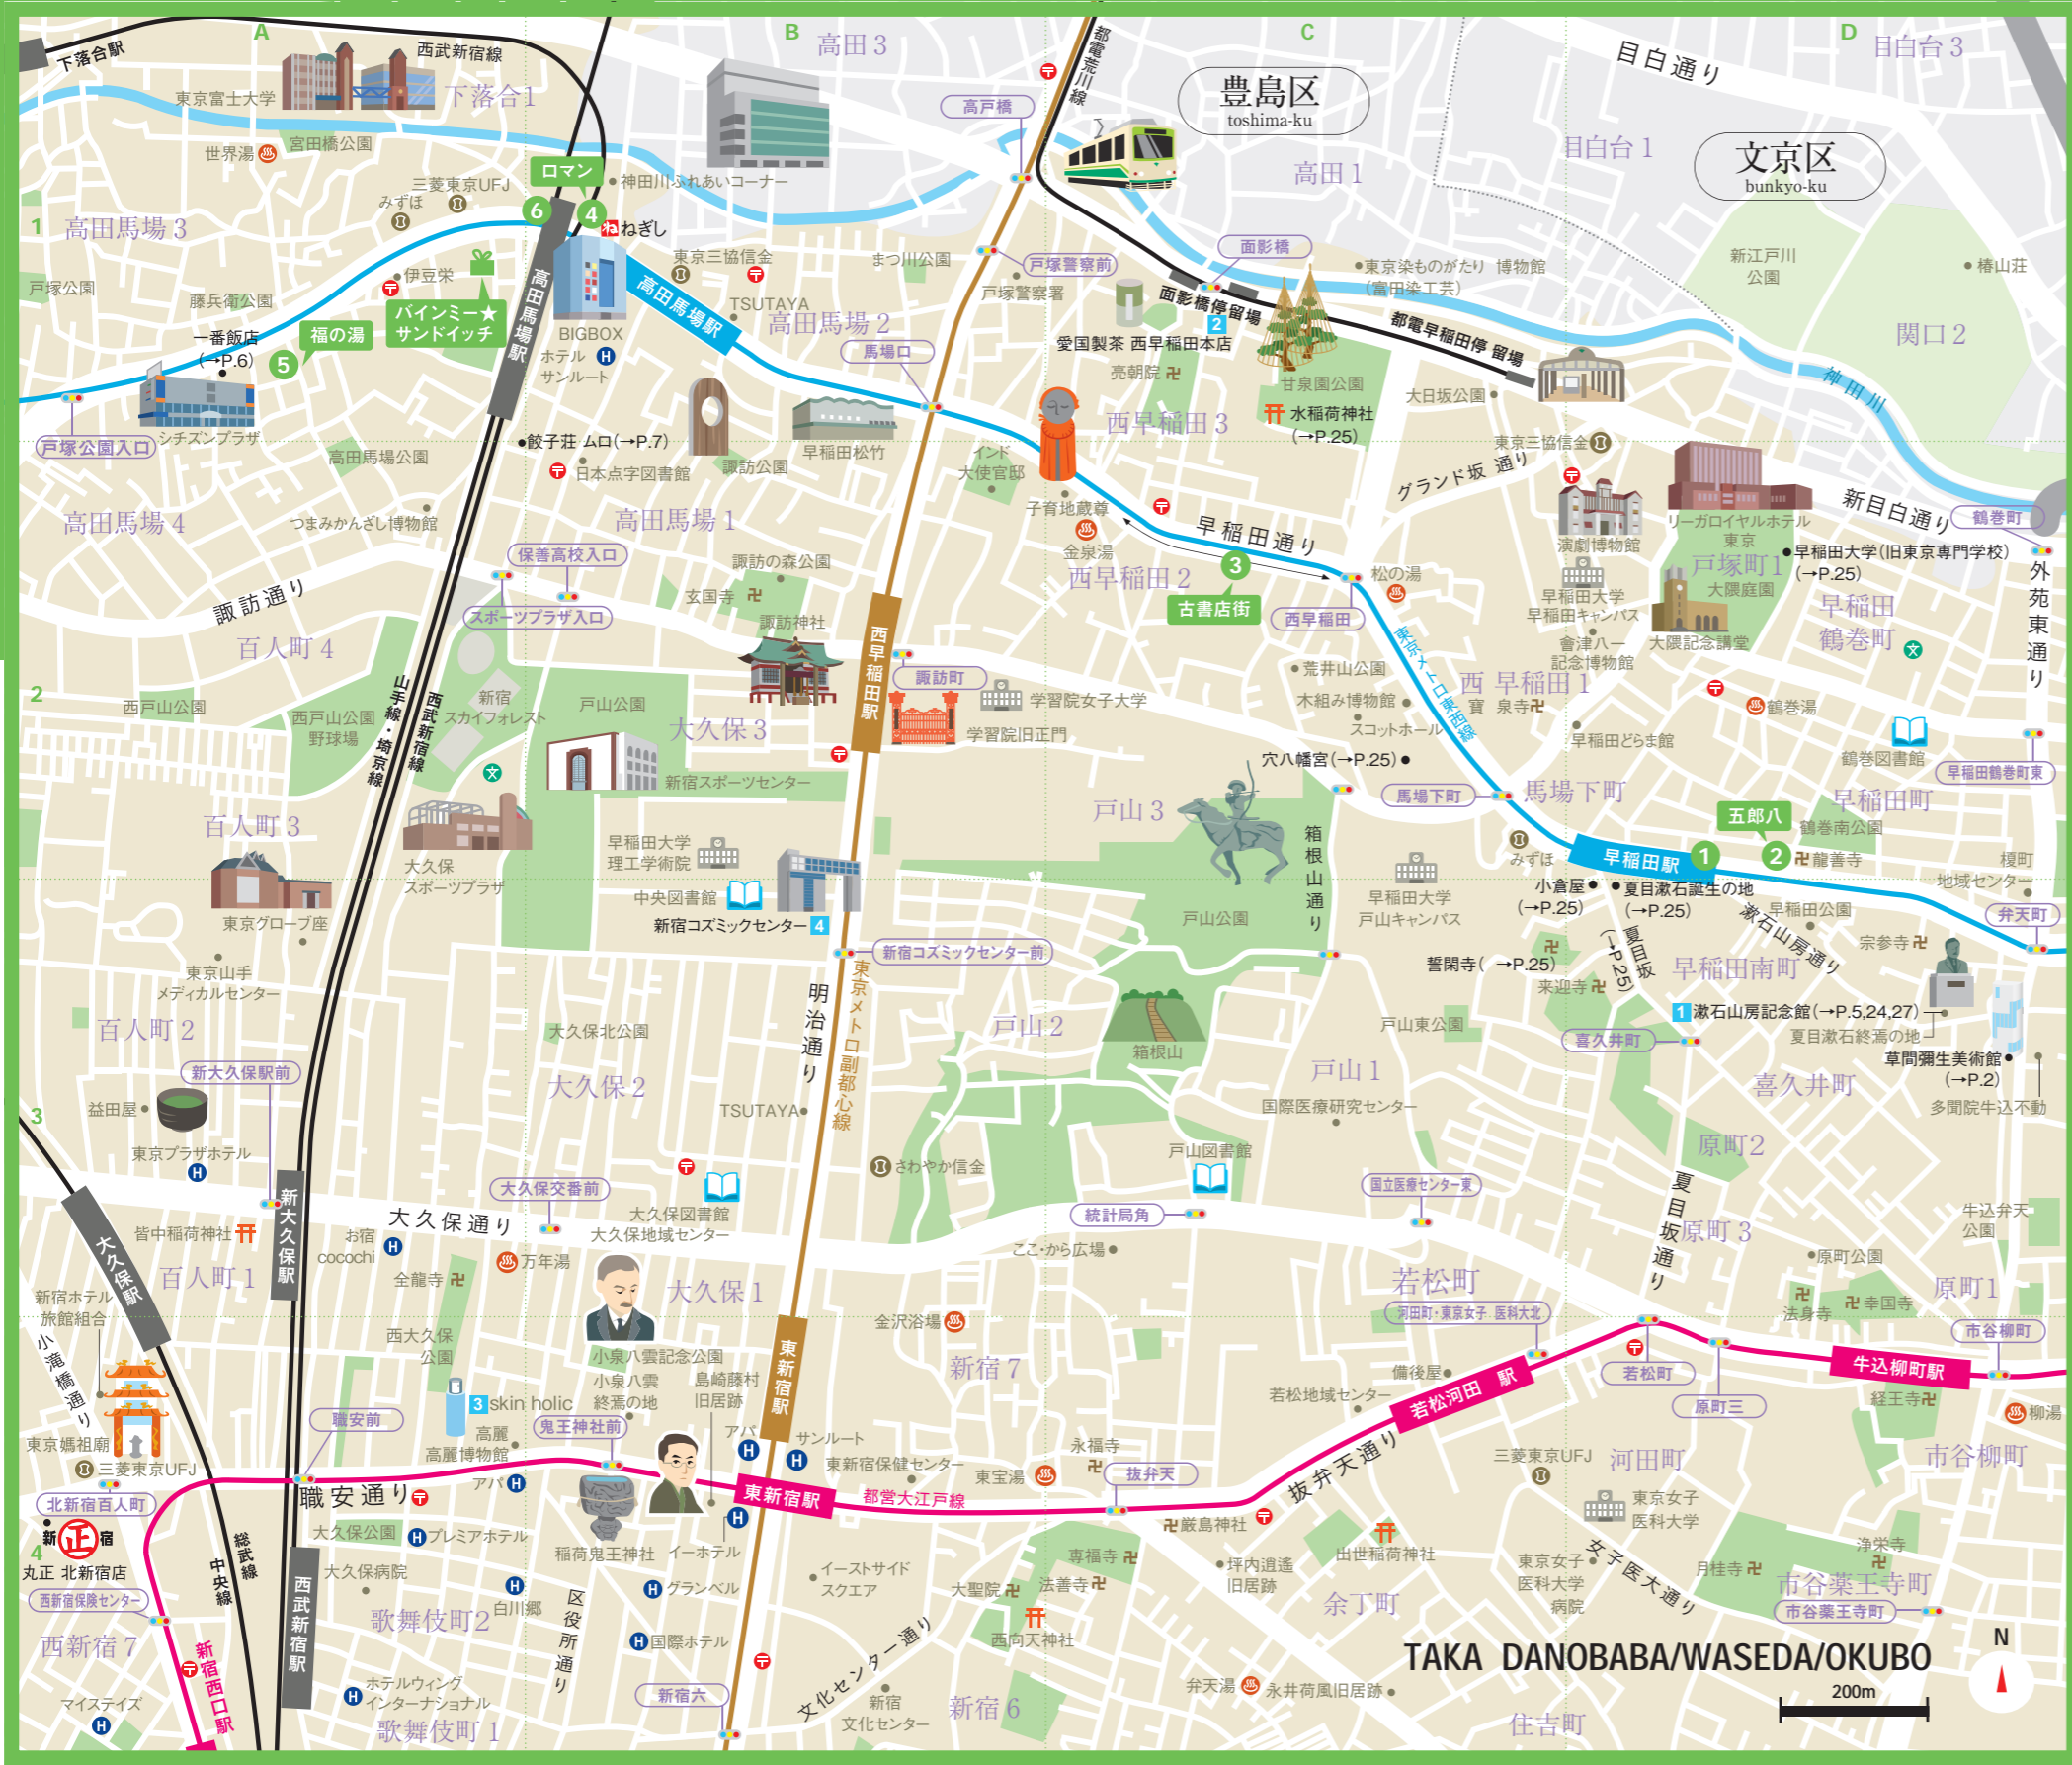 A
B
C
D
下落合駅
西武新宿線
高田 3
都電荒川線
豊島区
toshima-ku
目白通り
目白台 3
東京富士大学
下落合1
高戸橋
文京区
bunkyo-ku
世界湯
宮田橋公園
高田 1
目白台 1
ロマン
神田川ふれあいコーナー
三菱東京UFJ
みずほ
1
高田馬場 3
6
4
ね ねぎし
東京三協信金
まつ川公園
戸塚警察前
面影橋
東京染ものがたり 博物館
(富田染工芸)
新江戸川
公園
椿山荘
戸塚公園
伊豆栄
藤兵衛公園
バインミー★
サンドイッチ
高田馬場駅
高田馬場駅
TSUTAYA
戸塚警察署
面影橋停留場
2
都電早稲田停 留場
関口 2
一番飯店
(→P.6)
福の湯
5
BIGBOX
ホテル
サンルート
高田馬場 2
馬場口
愛国製茶 西早稲田本店
亮朝院
甘泉園公園
大日坂公園
神田川
シチズンプラザ
戸塚公園入口
西早稲田 3
水稲荷神社
(→P.25)
餃子荘 ムロ(→P.7)
高田馬場公園
日本点字図書館
諏訪公園
早稲田松竹
インド
大使官邸
東京三協信金
グランド坂 通り
高田馬場 4
つまみかんざし博物館
高田馬場 1
子育地蔵尊
早稲田通り
リーガロイヤルホテル
東京
新目白通り
鶴巻町
保善高校入口
諏訪の森公園
金泉湯
西早稲田 2
3
古書店街
西早稲田
松の湯
演劇博物館
戸塚町1
早稲田大学(旧東京専門学校)
(→P.25)
外苑東通り
諏訪通り
スポーツプラザ入口
玄国寺
諏訪神社
早稲田大学
早稲田キャンパス
大隈庭園
早稲田
鶴巻町
百人町 4
西早稲田駅
諏訪町
荒井山公園
東京メトロ東西線
會津八一
記念博物館
大隈記念講堂
2
西戸山公園
西戸山公園
野球場
山手線・埼京線
西武新宿線
新宿
スカイフォレスト
戸山公園
大久保 3
学習院女子大学
学習院旧正門
木組み博物館
スコットホール
西 早稲田 1
寶 泉寺
早稲田どらま館
鶴巻湯
鶴巻図書館
早稲田鶴巻町東
新宿スポーツセンター
穴八幡宮(→P.25)
馬場下町
馬場下町
早稲田町
百人町 3
戸山 3
五郎八
鶴巻南公園
大久保
スポーツプラザ
早稲田大学
理工学術院
箱根山通り
みずほ
早稲田駅
1
2
龍善寺
榎町
地域センター
東京グローブ座
中央図書館
新宿コズミックセンター 4
戸山公園
早稲田大学
戸山キャンパス
小倉屋
(→P.25)
夏目漱石誕生の地
(→P.25)
漱石山房通り
早稲田公園
弁天町
東京山手
メディカルセンター
新宿コズミックセンター前
誓閑寺( →P.25)
夏目坂
(→P.25)
来迎寺
早稲田南町
宗参寺
百人町 2
大久保北公園
明治通り
東京メトロ副都心線
戸山 2
箱根山
戸山東公園
1 漱石山房記念館(→P.5,24,27)
夏目漱石終焉の地
喜久井町
草間彌生美術館
(→P.2)
新大久保駅前
大久保 2
戸山 1
喜久井町
3
益田屋
TSUTAYA
国際医療研究センター
多聞院牛込不動
東京プラザホテル
さわやか信金
戸山図書館
原町2
大久保駅
新大久保駅
大久保交番前
大久保通り
大久保図書館
大久保地域センター
統計局角
国立医療センター東
夏目坂通り
原町 3
牛込弁天
公園
皆中稲荷神社
お宿
cocochi
万年湯
ここ・から広場
原町公園
百人町 1
全龍寺
大久保 1
若松町
原町1
新宿ホテル
旅館組合
河田町・東京女子 医科大北
法身寺
幸国寺
小滝橋通り
西大久保
公園
小泉八雲記念公園
東新宿駅
金沢浴場
新宿 7
若松町
市谷柳町
牛込柳町駅
小泉八雲
終焉の地
島崎藤村
旧居跡
備後屋
若松地域センター
若松河田 駅
原町三
経王寺
柳湯
3 skin holic
職安前
高麗
高麗博物館
鬼王神社前
アパ
サンルート
東新宿保健センター
永福寺
東宝湯
抜弁天
抜弁天通り
三菱東京UFJ
河田町
市谷柳町
東京媽祖廟
三菱東京UFJ
北新宿百人町
職安通り
アパ
東新宿駅
都営大江戸線
東京女子
医科大学
新 正 宿
丸正 北新宿店
4
大久保公園
プレミアホテル
稲荷鬼王神社
イーホテル
厳島神社
出世稲荷神社
女子医大通り
浄栄寺
総武線
中央線
西武新宿駅
大久保病院
イーストサイド
スクエア
専福寺
坪内逍遥
旧居跡
東京女子
医科大学
病院
月桂寺
市谷薬王寺町
西新宿保険センター
白川郷
区役所通り
グランベル
大聖院
法善寺
余丁町
市谷薬王寺町
歌舞伎町2
西新宿 7
国際ホテル
文化センター通り
西向天神社
TAKA DANOBABA/WASEDA/OKUBO
N
新宿西口駅
マイステイズ
ホテルウィング
インターナショナル
新宿六
新宿
文化センター
新宿 6
弁天湯
永井荷風旧居跡
200m
歌舞伎町 1
住吉町